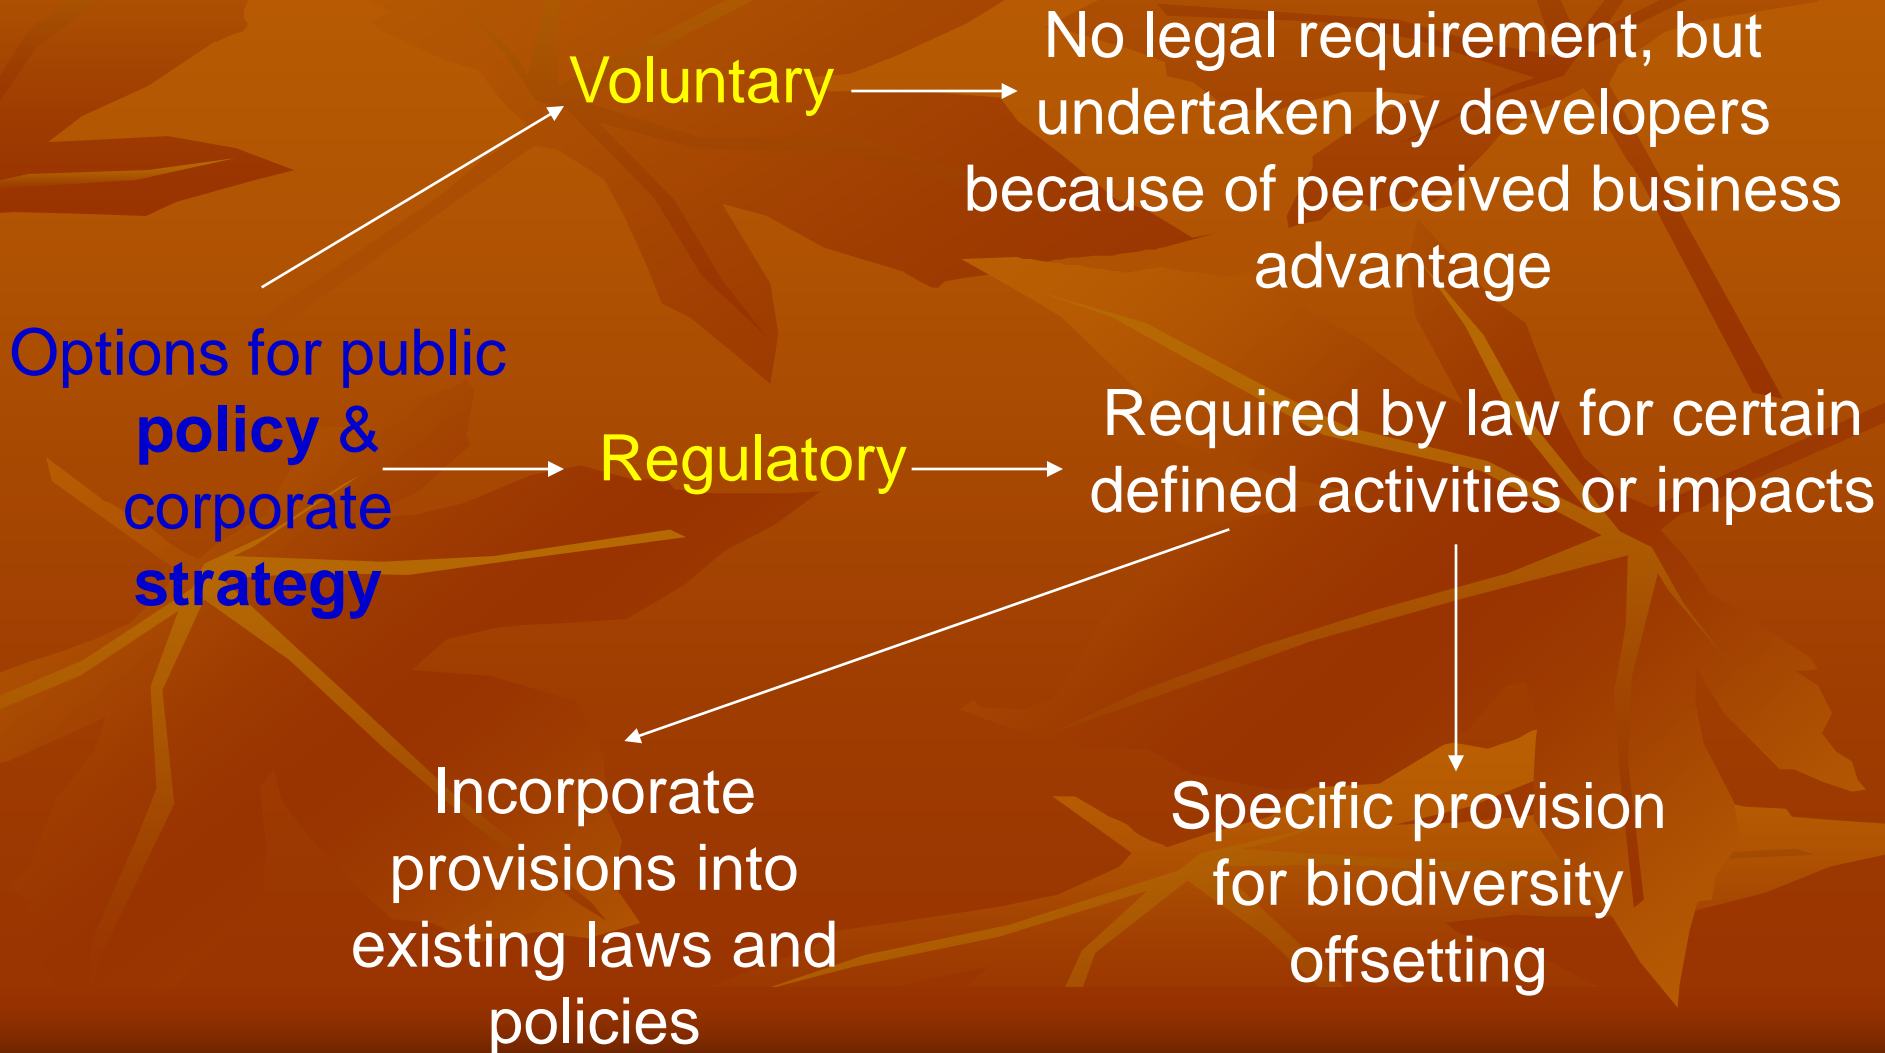 Voluntary
No legal requirement, but
undertaken by developers
because of perceived business
advantage
Options for public
policy &
corporate
strategy
Regulatory
Required by law for certain
defined activities or impacts
Incorporate
provisions into
existing laws and
policies
Specific provision
for biodiversity
offsetting